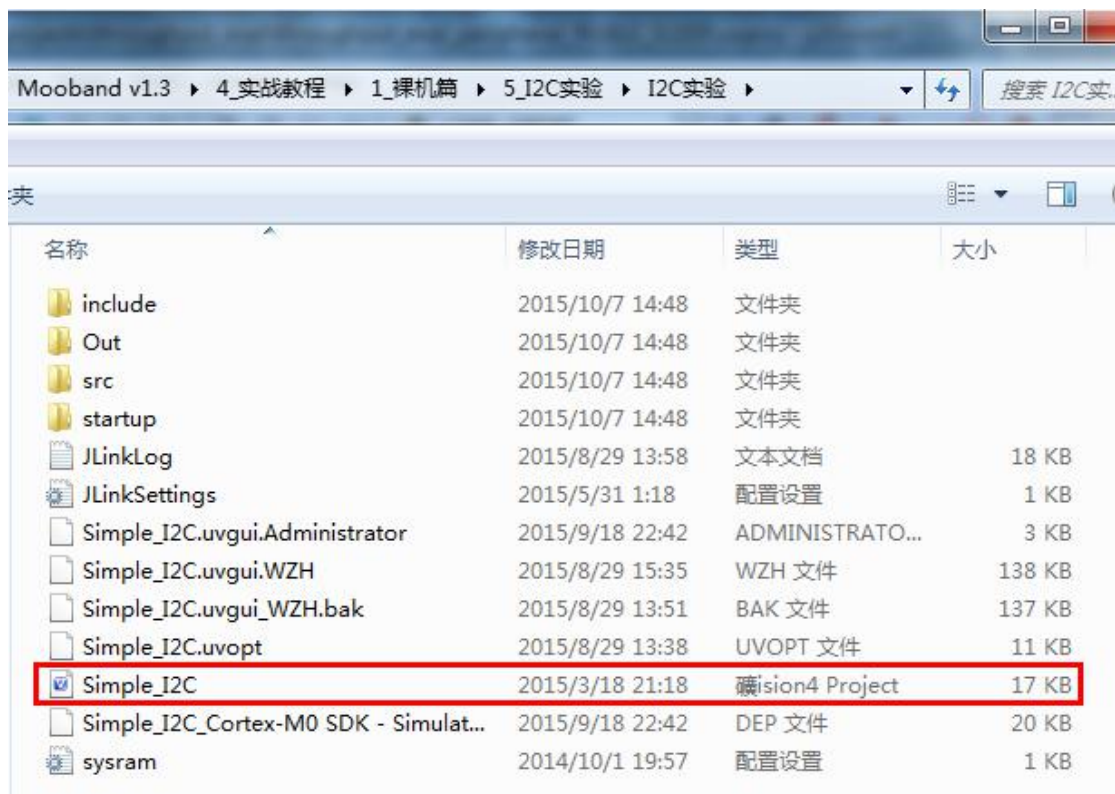 Mooband v1.3 ▸ 4_实战教程 ▸ 1_裸机篇 ▸ 5_I2C实验 ▸ I2C实验 ▸ 搜索 I2C实...
夹
名称 修改日期 类型 大小
include 2015/10/7 14:48 文件夹
Out 2015/10/7 14:48 文件夹
src 2015/10/7 14:48 文件夹
startup 2015/10/7 14:48 文件夹
JLinkLog 2015/8/29 13:58 文本文档 18 KB
JLinkSettings 2015/5/31 1:18 配置设置 1 KB
Simple_I2C.uvgui.Administrator 2015/9/18 22:42 ADMINISTRATO... 3 KB
Simple_I2C.uvgui.WZH 2015/8/29 15:35 WZH 文件 138 KB
Simple_I2C.uvgui_WZH.bak 2015/8/29 13:51 BAK 文件 137 KB
Simple_I2C.uvopt 2015/8/29 13:38 UVOPT 文件 11 KB
Simple_I2C 2015/3/18 21:18 礦ision4 Project 17 KB
Simple_I2C_Cortex-M0 SDK - Simulat... 2015/9/18 22:42 DEP 文件 20 KB
sysram 2014/10/1 19:57 配置设置 1 KB